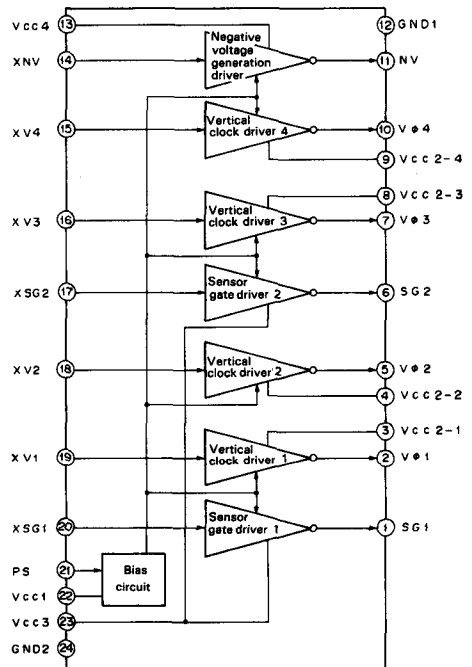 Vcc4 13
12 GND1
XNV 14
Negative
voltage
generation
driver
11 NV
XV4 15
Vertical
clock driver 4
10 Vφ4
9 Vcc2-4
8 Vcc2-3
XV3 16
Vertical
clock driver 3
7 Vφ3
XSG2 17
Sensor
gate driver 2
6 SG2
XV2 18
Vertical
clock driver 2
5 Vφ2
4 Vcc2-2
3 Vcc2-1
XV1 19
Vertical
clock driver 1
2 Vφ1
XSG1 20
Sensor
gate driver 1
1 SG1
PS 21
Bias
circuit
Vcc1 22
Vcc3 23
GND2 24